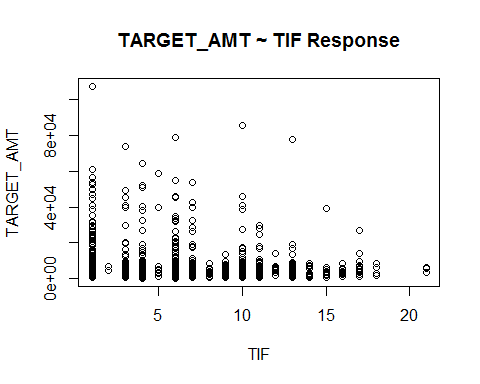 TARGET_AMT ~ TIF Response
TARGET_AMT
0e+00 4e+04 8e+04
5 10 15 20
TIF